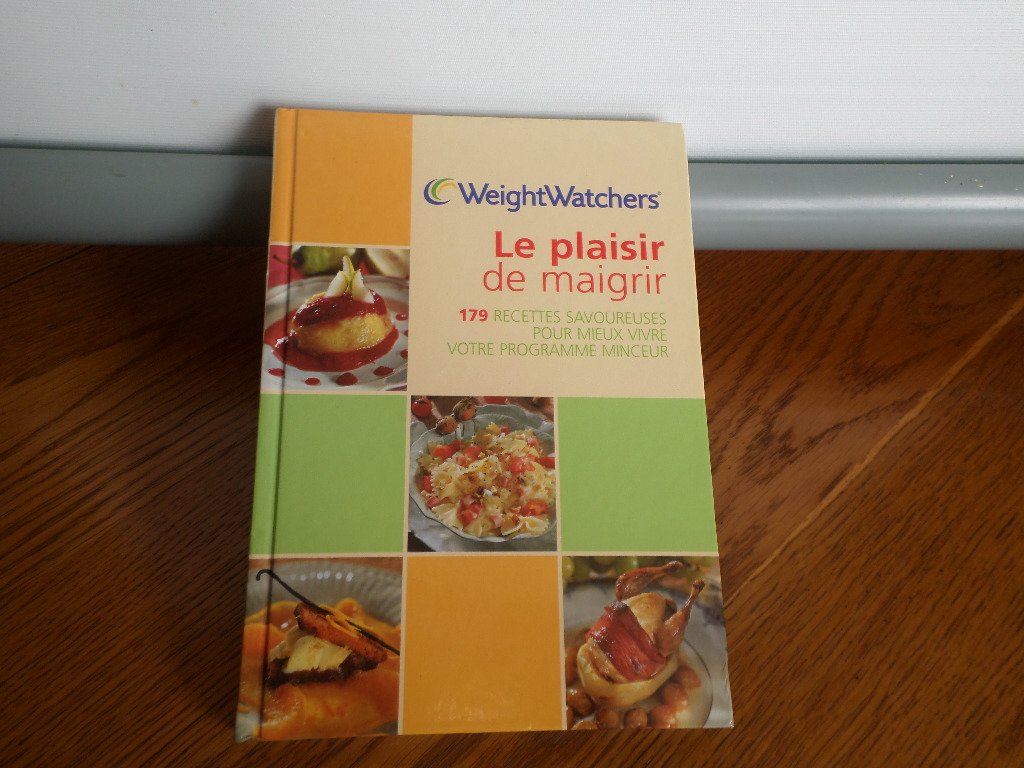 WeightWatchers®
Le plaisir
de maigrir
179 RECETTES SAVOUREUSES
POUR MIEUX VIVRE
VOTRE PROGRAMME MINCEUR